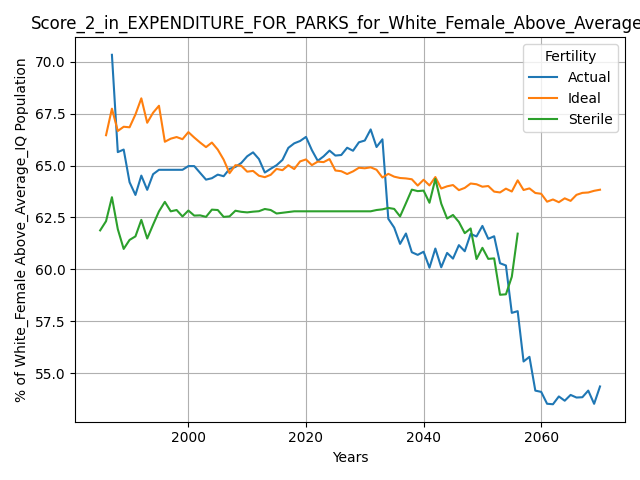 Score_2_in_EXPENDITURE_FOR_PARKS_for_White_Female_Above_Average
% of White_Female Above_Average_IQ Population
70.0
67.5
65.0
62.5
60.0
57.5
55.0
Fertility
Actual
Ideal
Sterile
2000
2020
2040
2060
Years